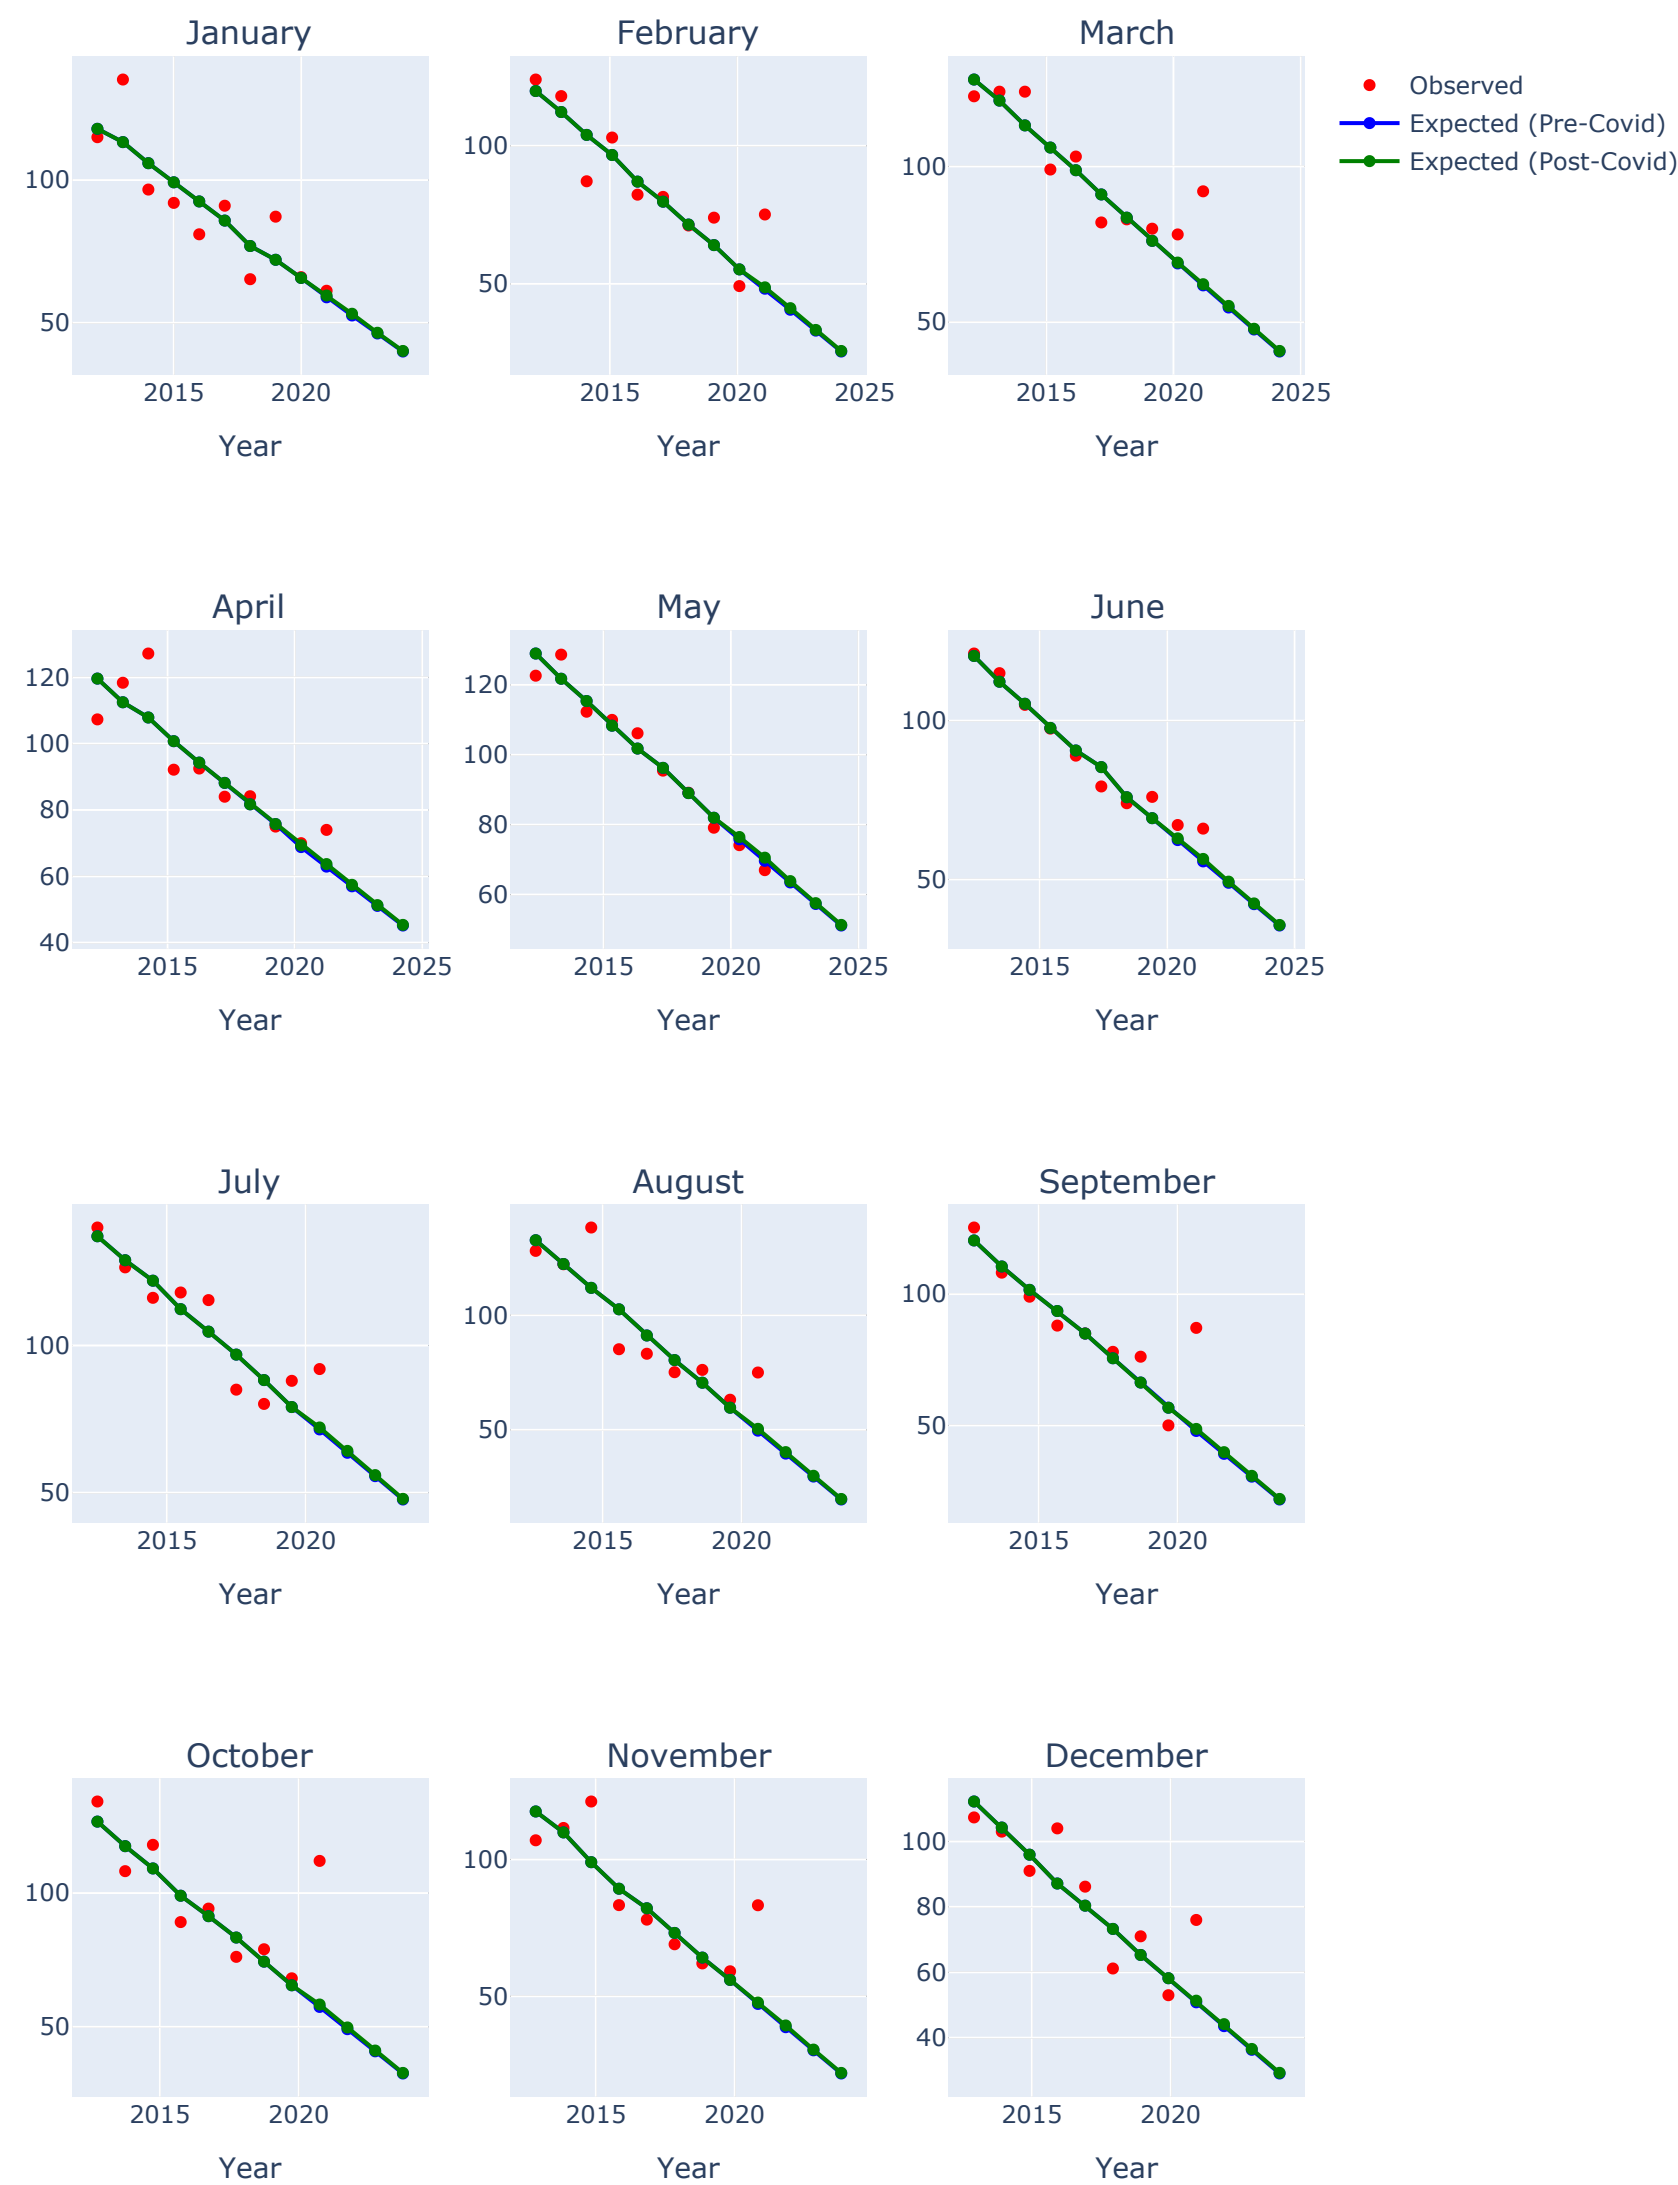 January
February
March
Observed
Expected (Pre-Covid)
Expected (Post-Covid)
100
50
2015
2020
Year
100
50
2015
2020
2025
Year
100
50
2015
2020
2025
Year
April
May
June
120
100
80
60
40
2015
2020
2025
Year
120
100
80
60
2015
2020
2025
Year
100
50
2015
2020
2025
Year
July
August
September
100
50
2015
2020
Year
100
50
2015
2020
Year
100
50
2015
2020
Year
October
November
December
100
50
2015
2020
Year
100
50
2015
2020
Year
100
80
60
40
2015
2020
Year